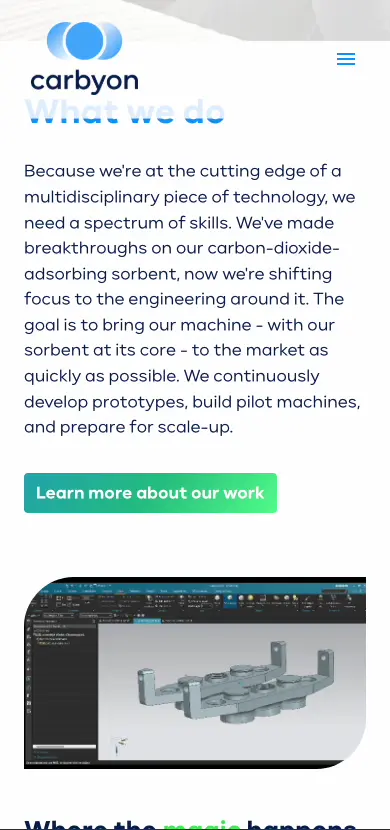 carbyon
What we do
Because we're at the cutting edge of a
multidisciplinary piece of technology, we
need a spectrum of skills. We've made
breakthroughs on our carbon-dioxide-
adsorbing sorbent, now we're shifting
focus to the engineering around it. The
goal is to bring our machine - with our
sorbent at its core - to the market as
quickly as possible. We continuously
develop prototypes, build pilot machines,
and prepare for scale-up.
Learn more about our work
Where the magic happens